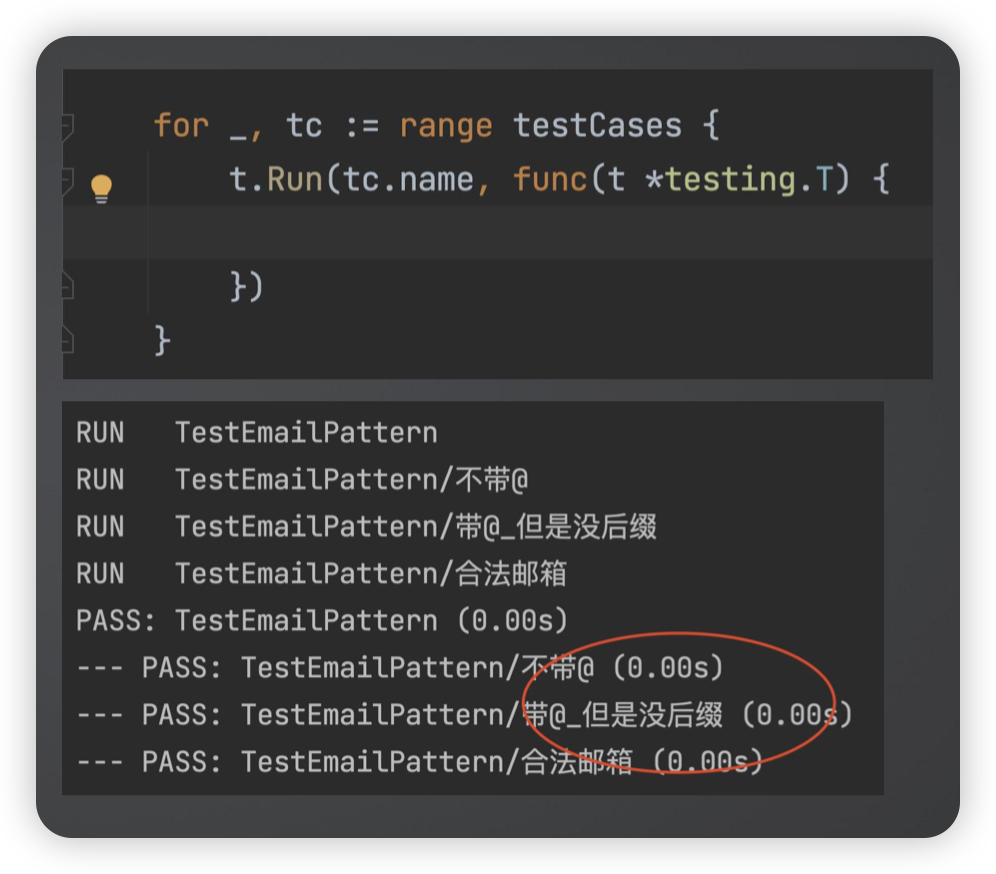 for _, tc := range testCases {
t.Run(tc.name, func(t *testing.T) {
})
}
RUN   TestEmailPattern
RUN   TestEmailPattern/不带@
RUN   TestEmailPattern/带@_但是没后缀
RUN   TestEmailPattern/合法邮箱
PASS: TestEmailPattern (0.00s)
--- PASS: TestEmailPattern/不带@ (0.00s)
--- PASS: TestEmailPattern/带@_但是没后缀 (0.00s)
--- PASS: TestEmailPattern/合法邮箱 (0.00s)